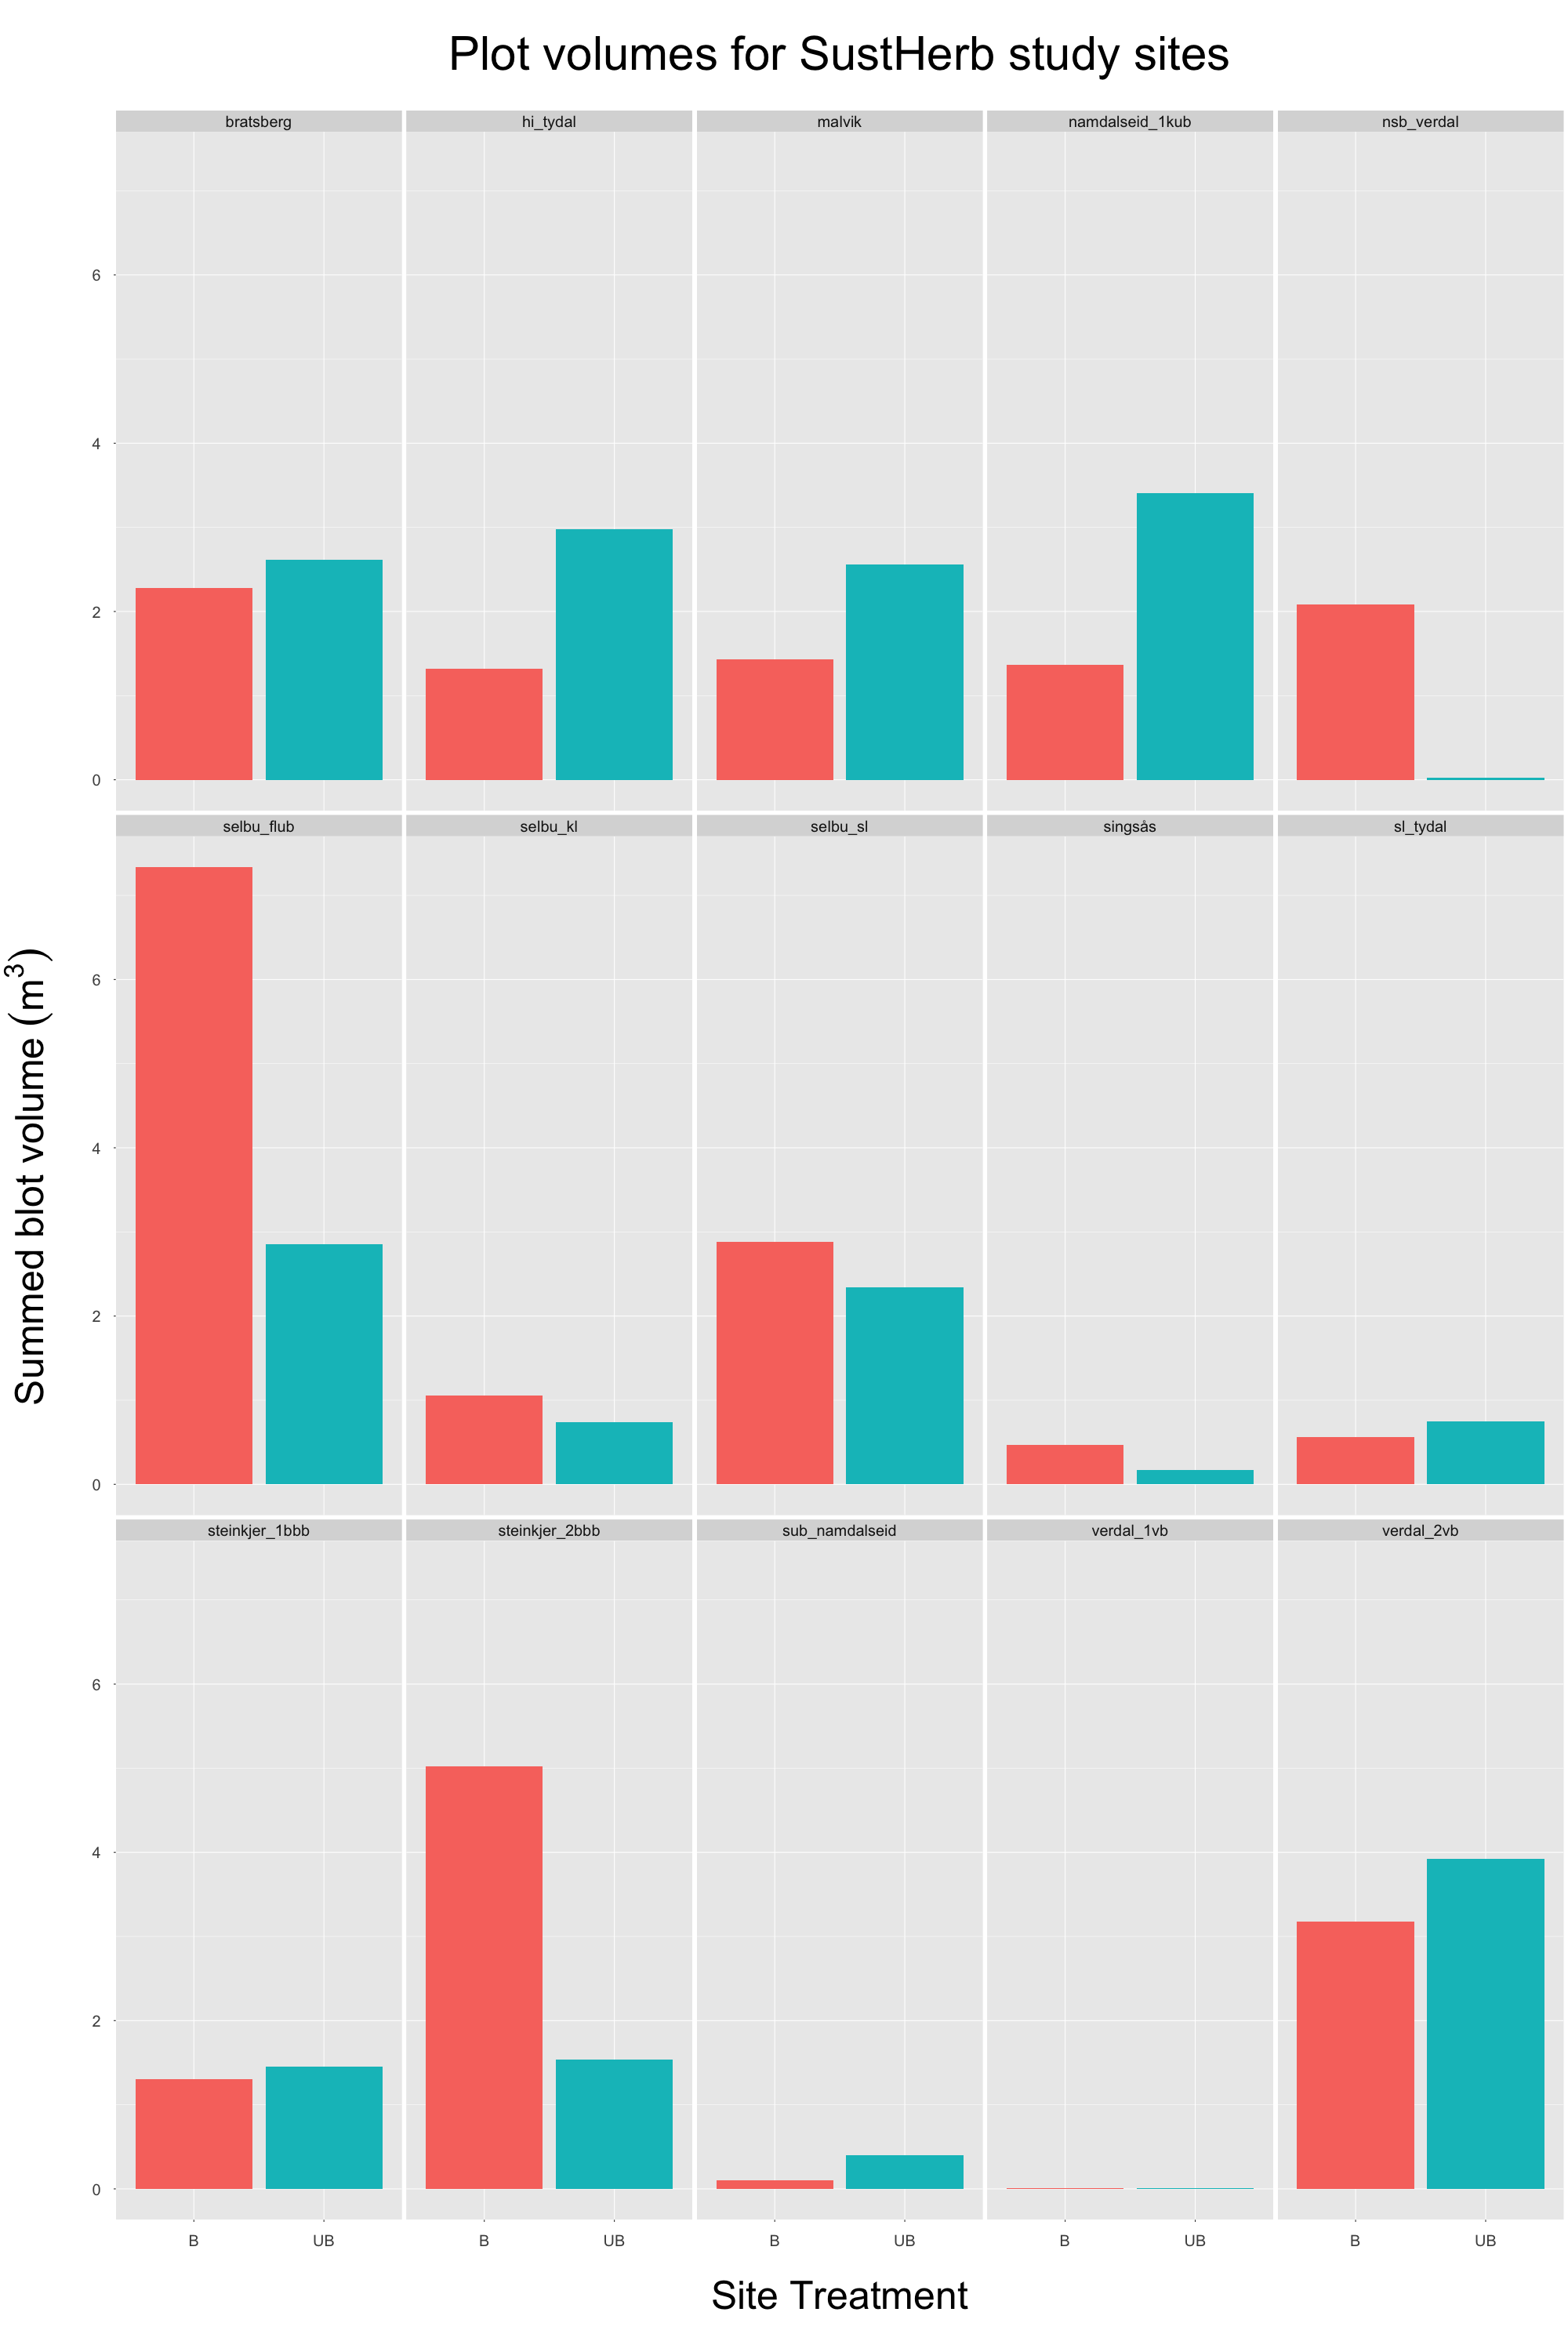 Plot volumes for SustHerb study sites
bratsberg hi_tydal malvik namdalseid_1kub nsb_verdal
6
4
2
0
selbu_flub selbu_kl selbu_sl singsås sl_tydal
6
4
2
0
Summed blot volume (m³)
steinkjer_1bbb steinkjer_2bbb sub_namdalseid verdal_1vb verdal_2vb
6
4
2
0
B UB B UB B UB B UB B UB
Site Treatment